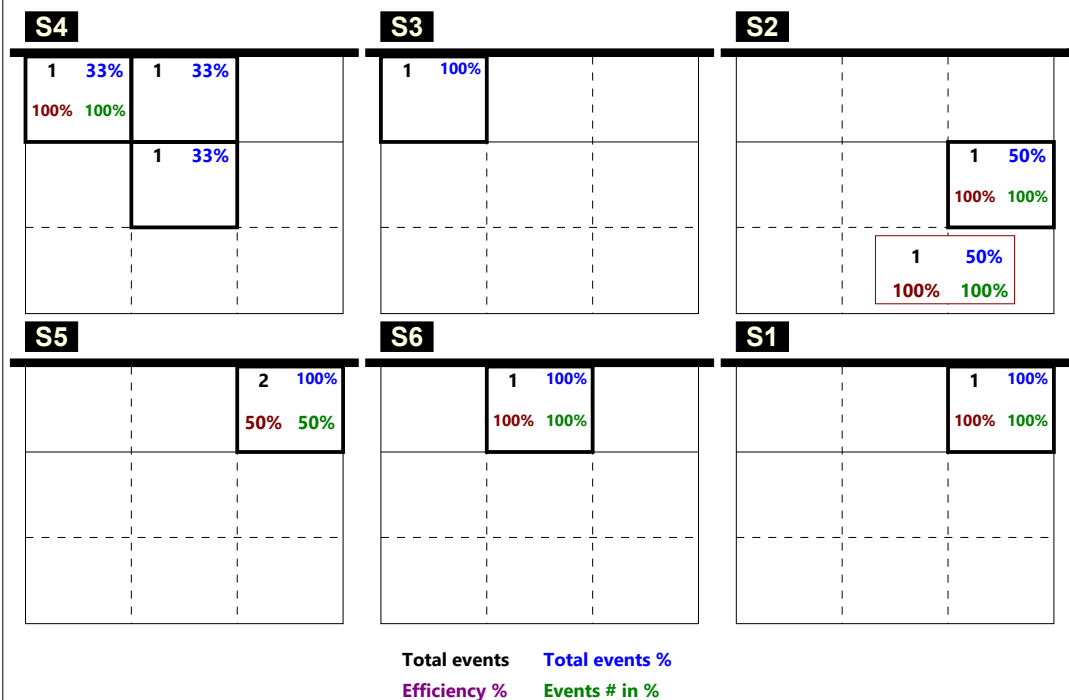 S4 S3 S2
1 33% 1 33% 1 100%
100% 100%
1 33% 1 50%
100% 100%
1 50%
100% 100%
S5 S6 S1
2 100% 1 100% 1 100%
50% 50% 100% 100% 100% 100%
Total events Total events %
Efficiency % Events # in %